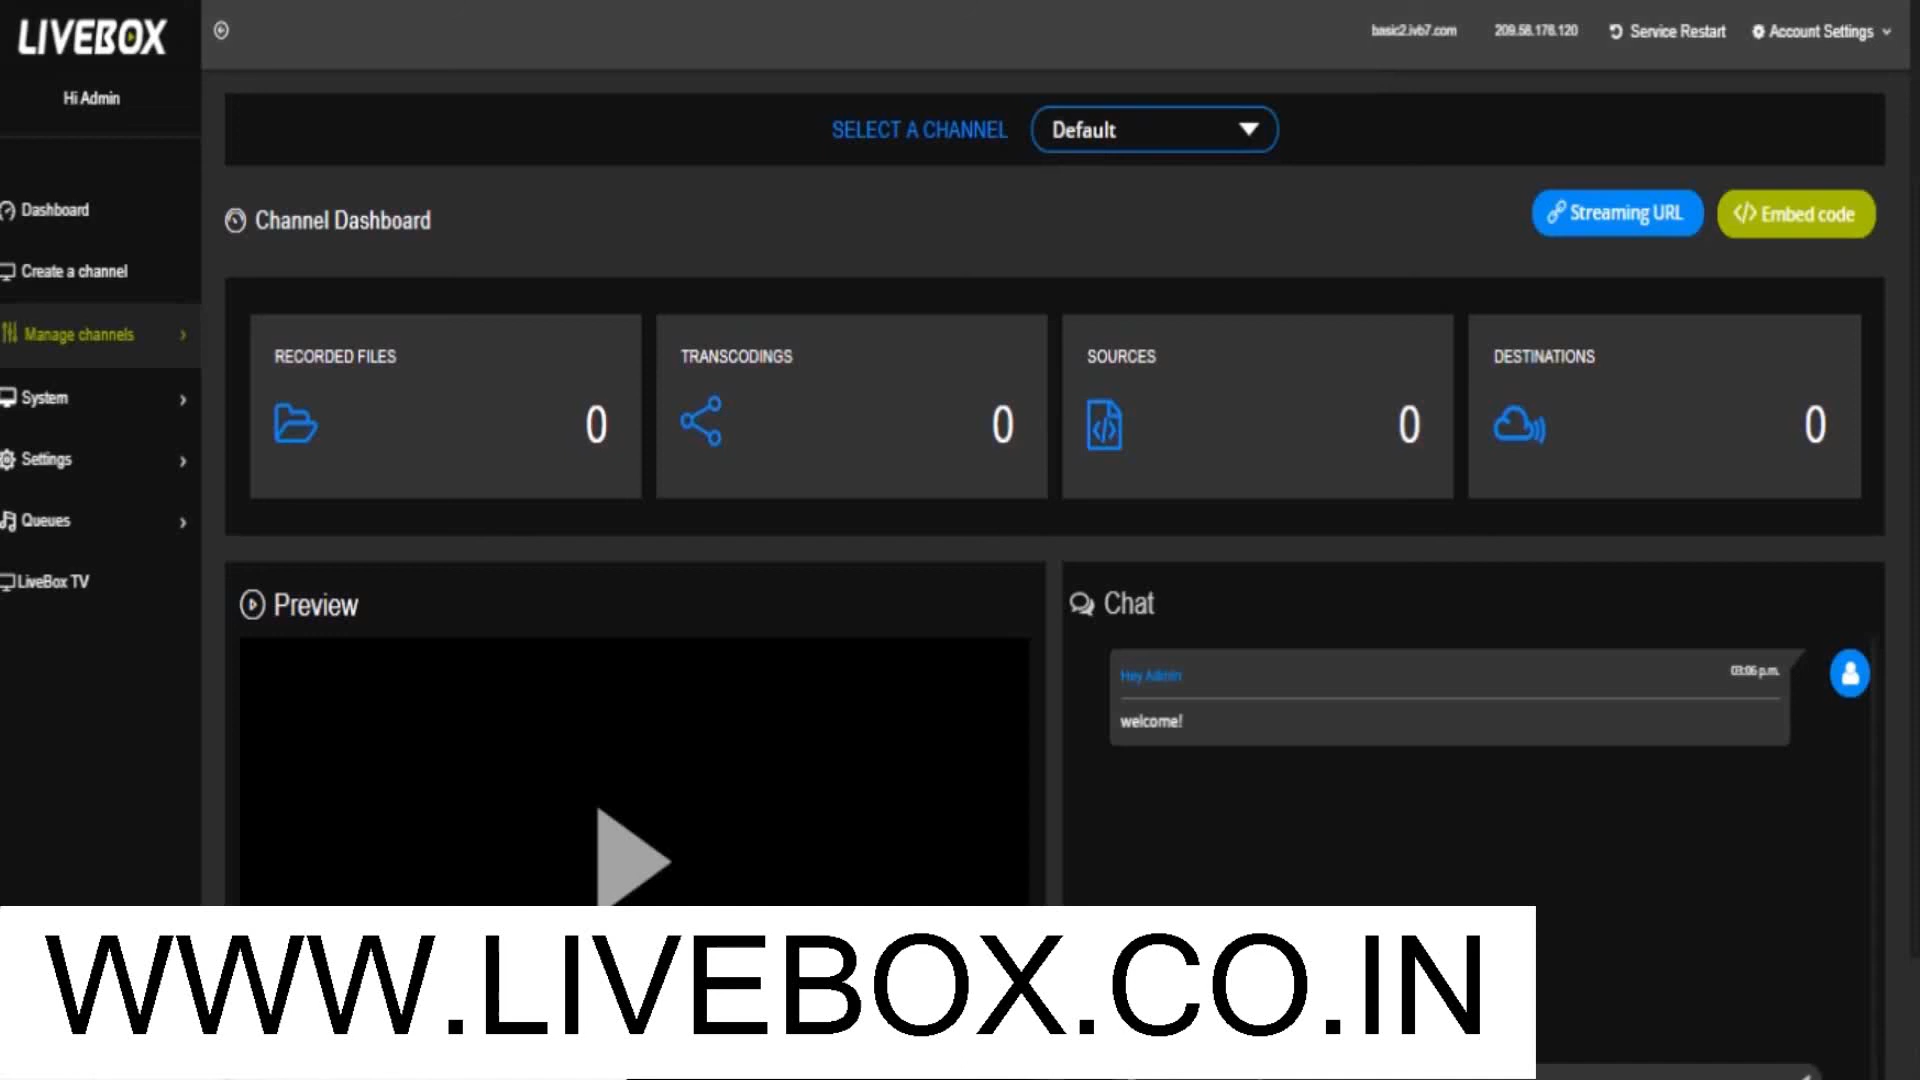 LIVEBOX
Hi Admin
Dashboard
Create a channel
Manage channels
System
Settings
Queues
LiveBox TV
basic2.ivb7.com 209.58.178.120 Service Restart Account Settings
SELECT A CHANNEL Default
Channel Dashboard
Streaming URL Embed code
RECORDED FILES TRANSCODINGS SOURCES DESTINATIONS
0 0 0 0
Preview
Chat
Hey Admin 03:06 p.m.
welcome!
WWW.LIVEBOX.CO.IN